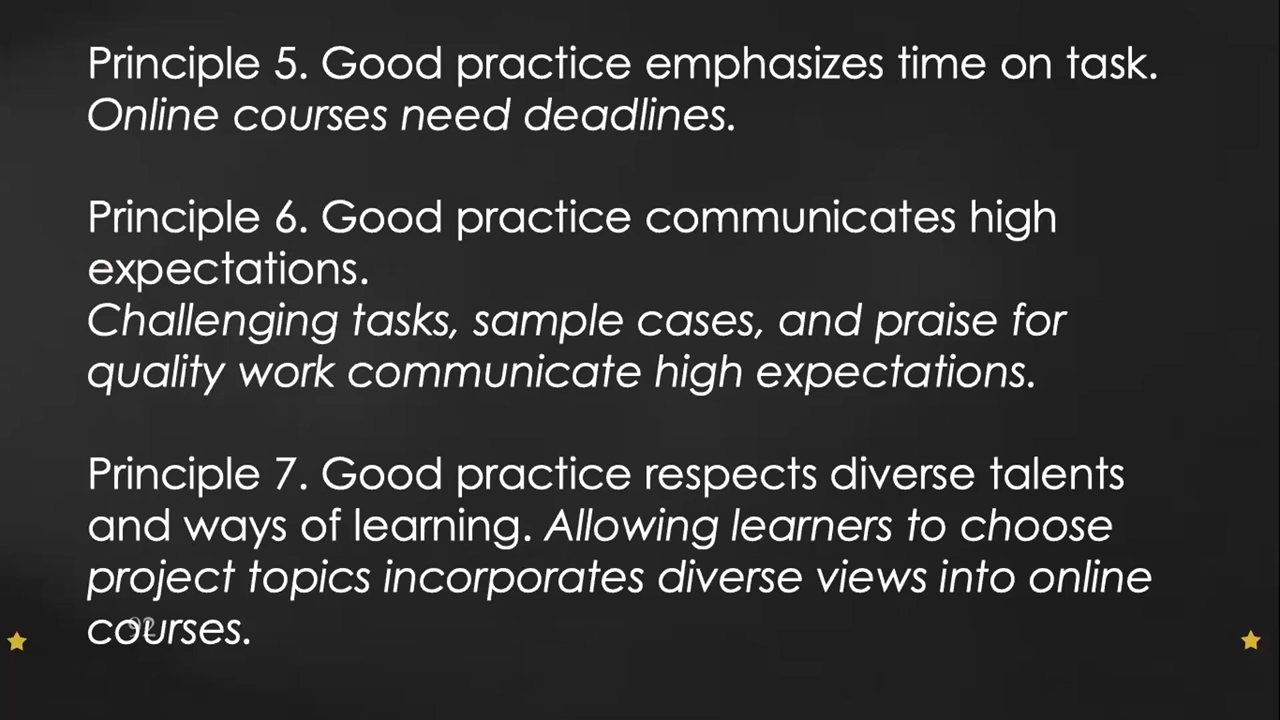 Principle 5. Good practice emphasizes time on task.
Online courses need deadlines.
Principle 6. Good practice communicates high
expectations.
Challenging tasks, sample cases, and praise for
quality work communicate high expectations.
Principle 7. Good practice respects diverse talents
and ways of learning. Allowing learners to choose
project topics incorporates diverse views into online
courses.
92